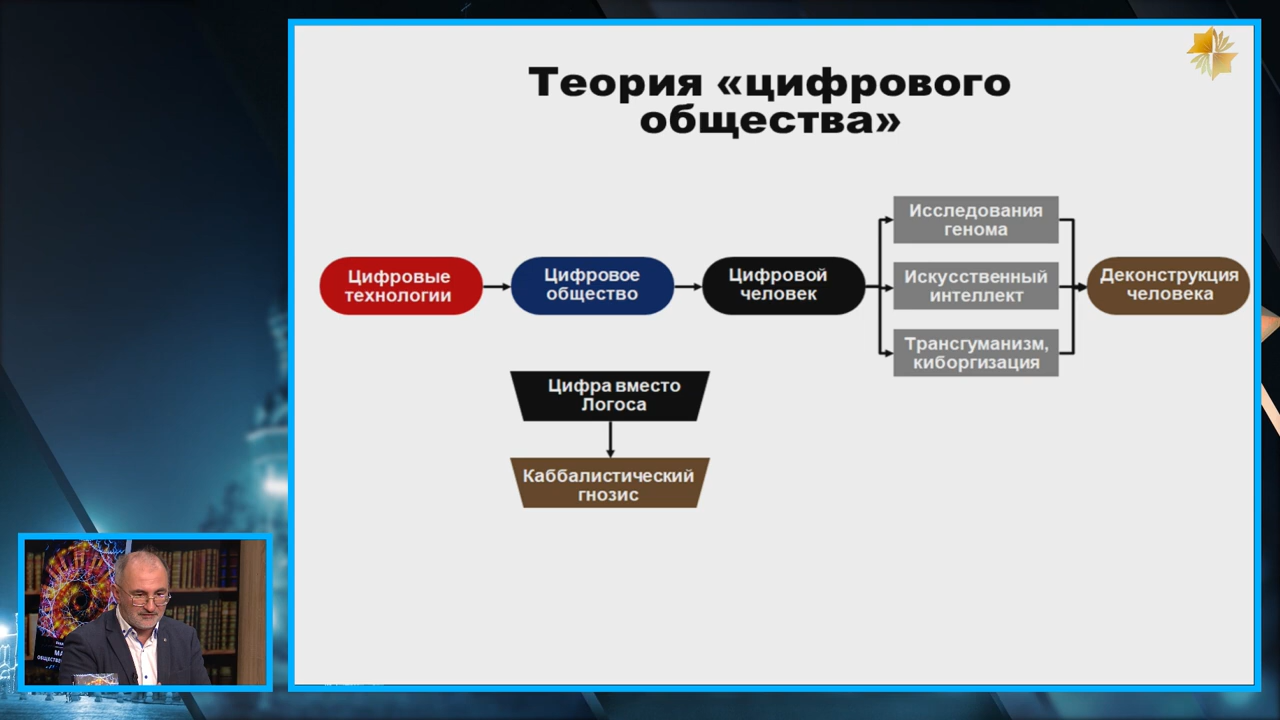 Теория «цифрового
общества»
Цифровые
технологии
Цифровое
общество
Цифровой
человек
Исследования
генома
Искусственный
интеллект
Трансгуманизм,
киборгизация
Деконструкция
человека
Цифра вместо
Логоса
Каббалистический
гнозис